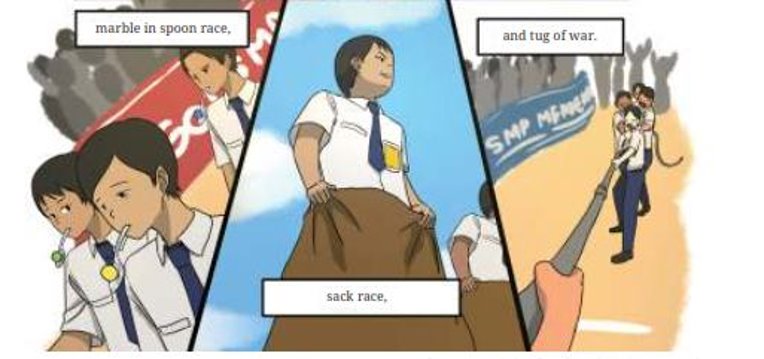 marble in spoon race,
sack race,
and tug of war.
SMP